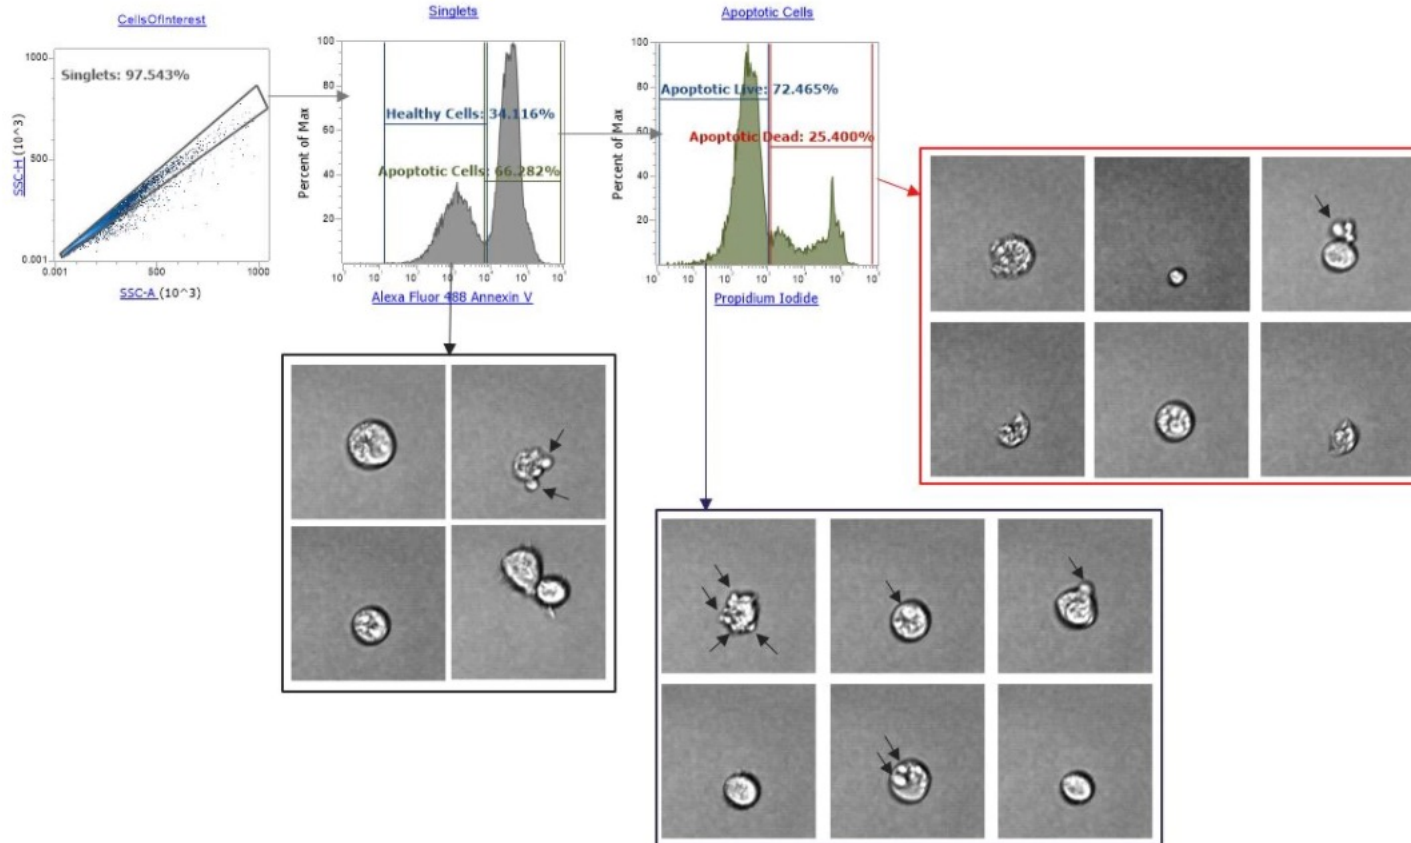 CellsOfInterest
Singlets
Apoptotic Cells
1000
Singlets: 97.543%
500
0.001
SSC-H (10^3)
0.001
500
1000
SSC-A (10^3)
100
80
60
40
20
Percent of Max
Healthy Cells: 34.116%
Apoptotic Cells: 66.282%
Alexa Fluor 488 Annexin V
100
80
60
40
20
Percent of Max
Apoptotic Live: 72.465%
Apoptotic Dead: 25.400%
Propidium Iodide